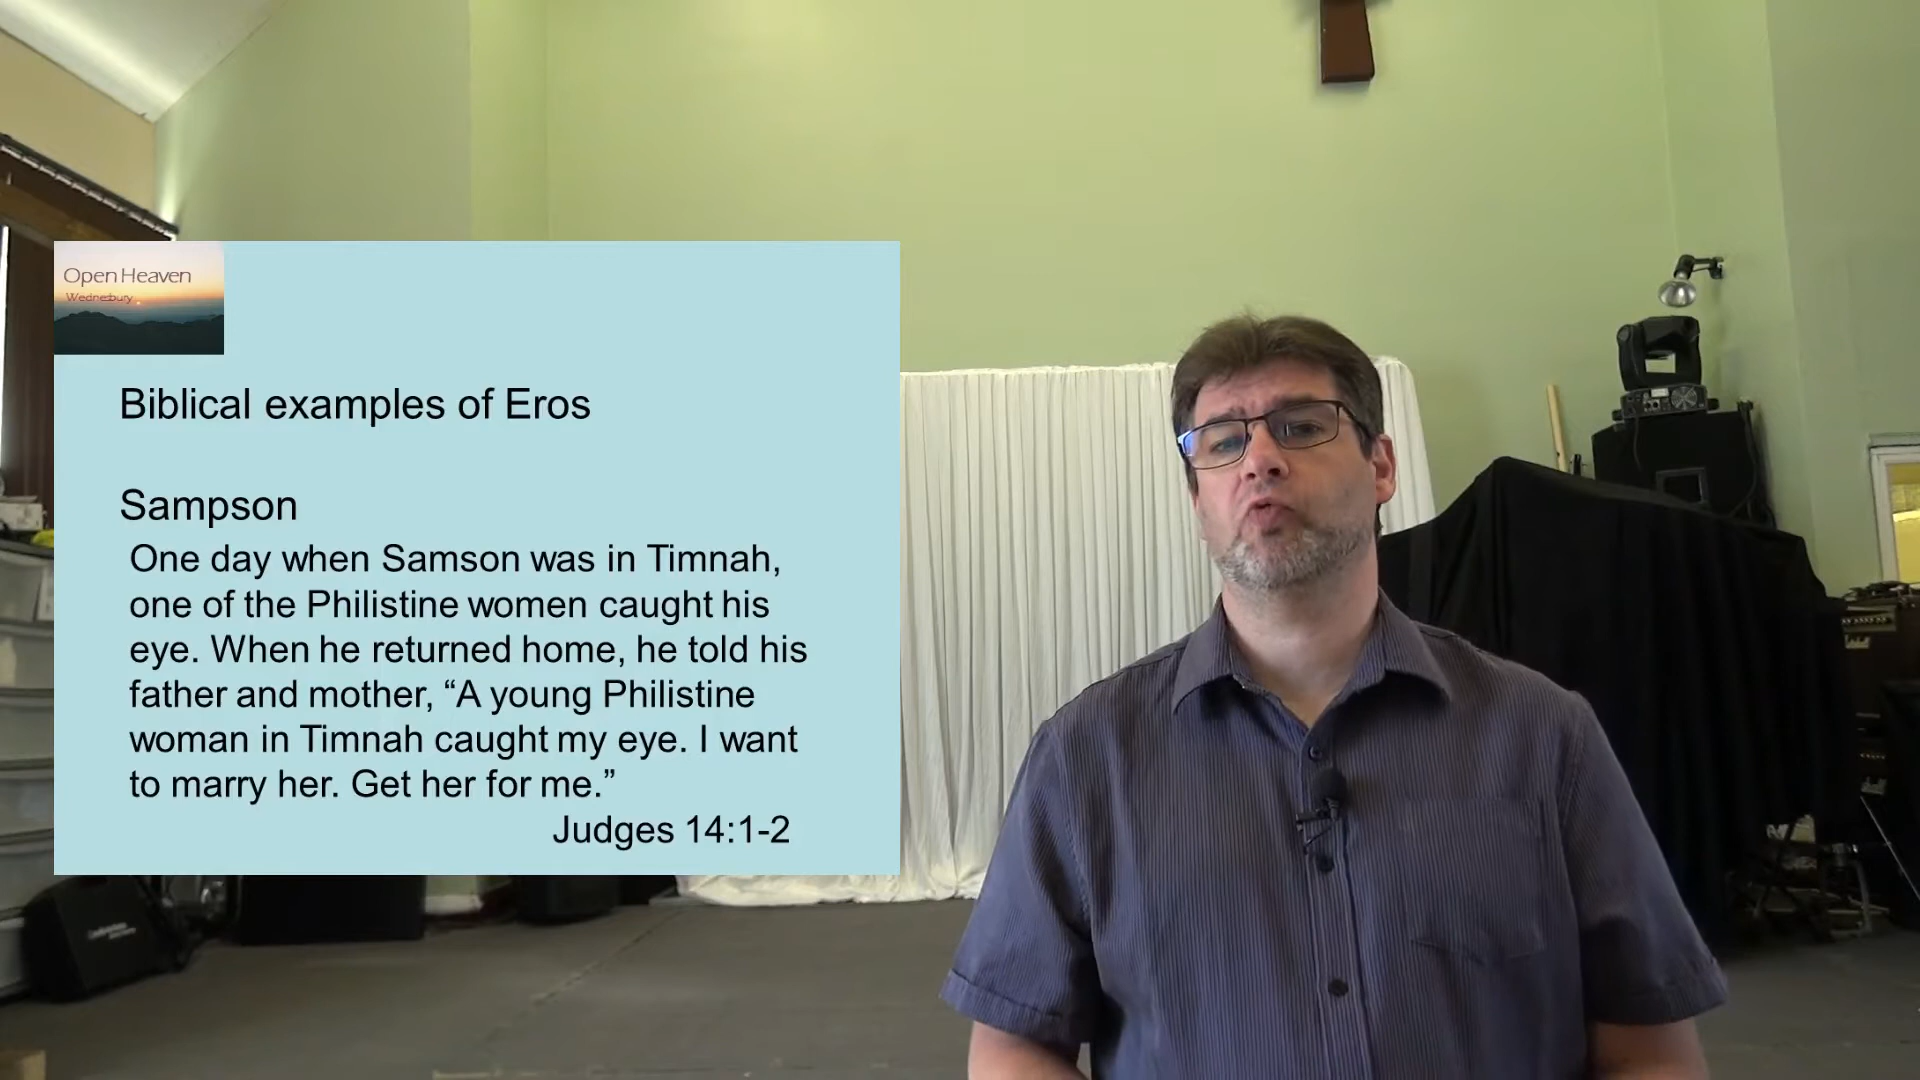 Open Heaven
Wednesbury
Biblical examples of Eros
Sampson
One day when Samson was in Timnah,
one of the Philistine women caught his
eye. When he returned home, he told his
father and mother, “A young Philistine
woman in Timnah caught my eye. I want
to marry her. Get her for me.”
Judges 14:1-2